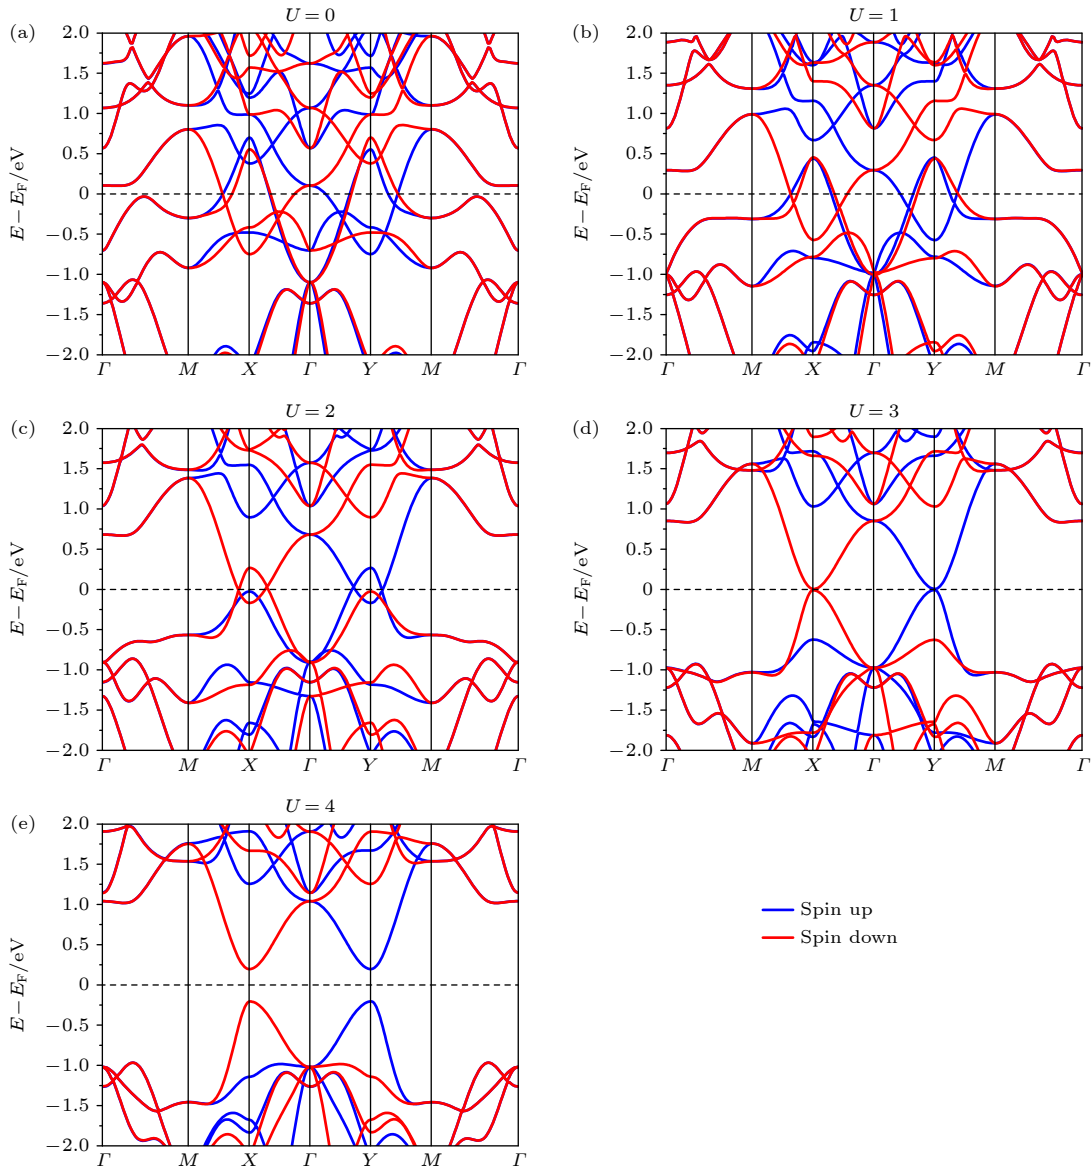 (a)
U = 0
2.0
1.5
1.0
0.5
0
−0.5
−1.0
−1.5
−2.0
E−E_F/eV
Γ M X Γ Y M Γ
(b)
U = 1
2.0
1.5
1.0
0.5
0
−0.5
−1.0
−1.5
−2.0
E−E_F/eV
Γ M X Γ Y M Γ
(c)
U = 2
2.0
1.5
1.0
0.5
0
−0.5
−1.0
−1.5
−2.0
E−E_F/eV
Γ M X Γ Y M Γ
(d)
U = 3
2.0
1.5
1.0
0.5
0
−0.5
−1.0
−1.5
−2.0
E−E_F/eV
Γ M X Γ Y M Γ
(e)
U = 4
2.0
1.5
1.0
0.5
0
−0.5
−1.0
−1.5
−2.0
E−E_F/eV
Γ M X Γ Y M Γ
Spin up
Spin down